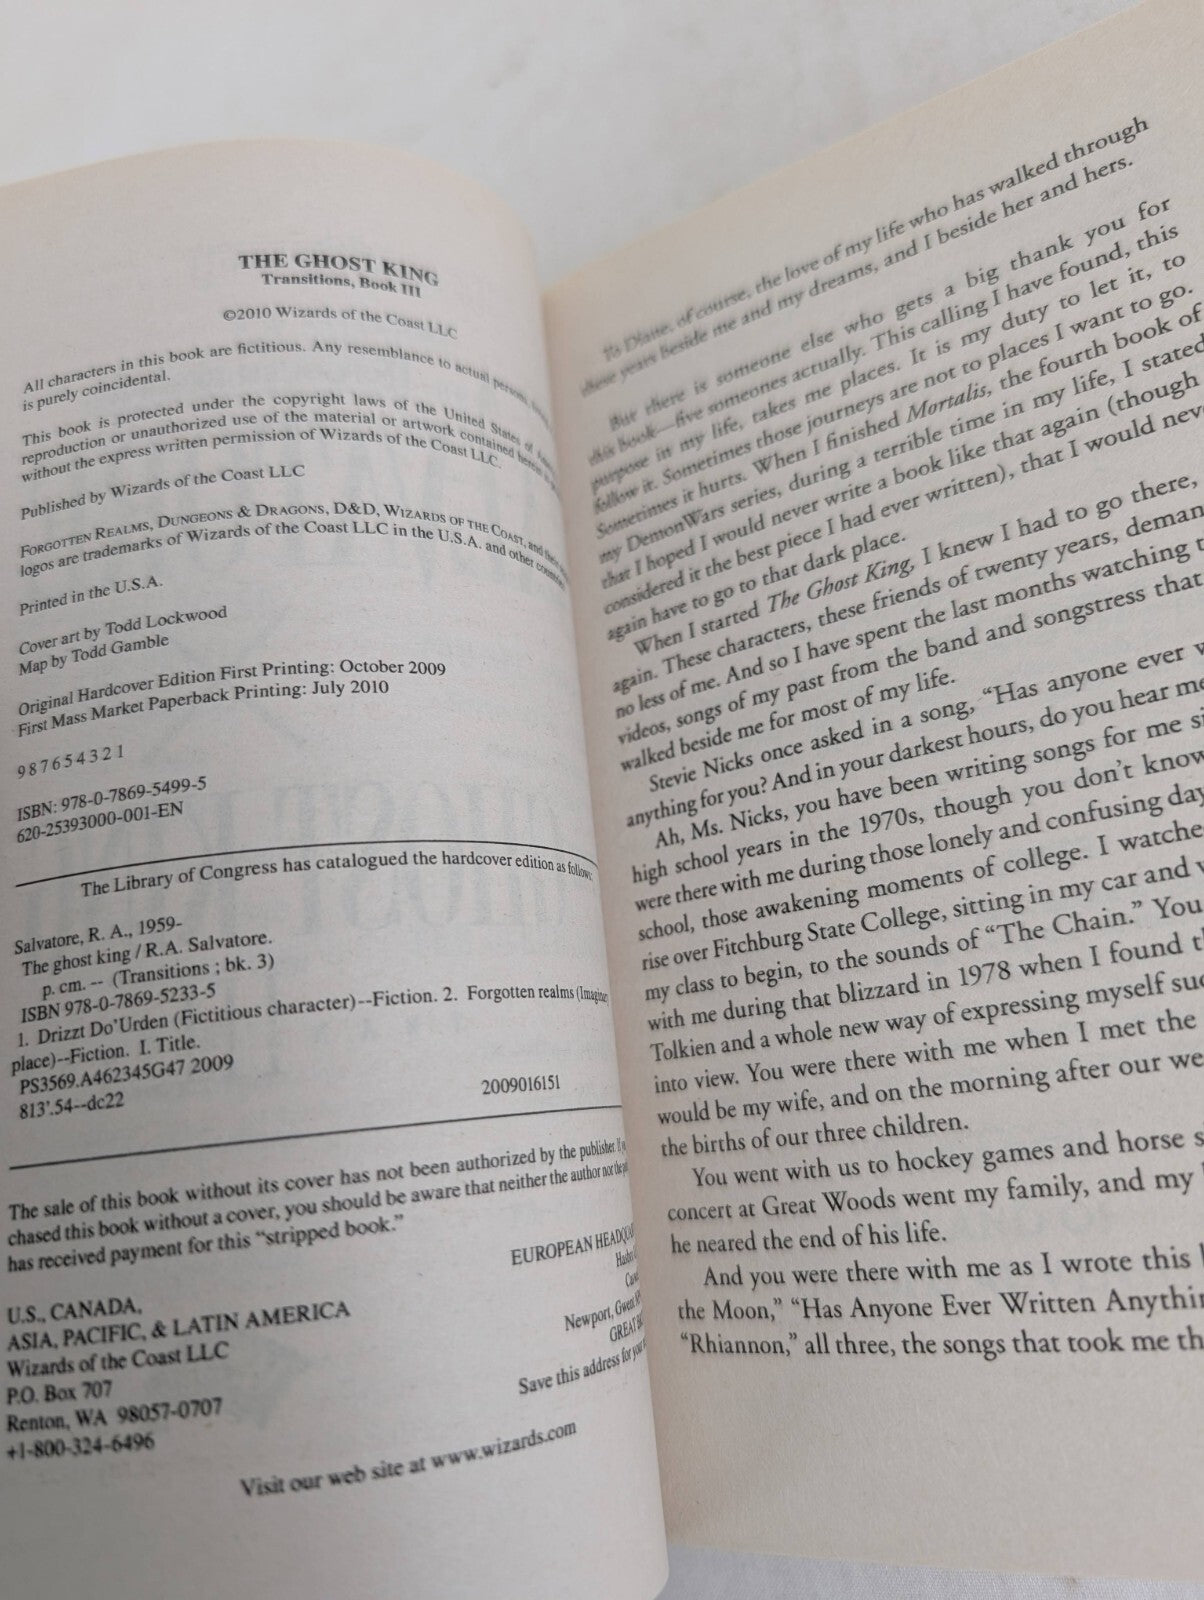 THE GHOST KING
Transitions, Book III
©2010 Wizards of the Coast LLC
All characters in this book are fictitious. Any resemblance to actual persons,
is purely coincidental.
This book is protected under the copyright laws of the United States of
reproduction or unauthorized use of the material or artwork contained herein is
without the express written permission of Wizards of the Coast LLC.
Published by Wizards of the Coast LLC
FORGOTTEN REALMS, DUNGEONS & DRAGONS, D&D, WIZARDS OF THE COAST, and their
logos are trademarks of Wizards of the Coast LLC in the U.S.A. and other countries
Printed in the U.S.A.
Cover art by Todd Lockwood
Map by Todd Gamble
Original Hardcover Edition First Printing: October 2009
First Mass Market Paperback Printing: July 2010
9 8 7 6 5 4 3 2 1
ISBN: 978-0-7869-5499-5
620-25393000-001-EN
The Library of Congress has catalogued the hardcover edition as follows:
Salvatore, R. A., 1959-
The ghost king / R.A. Salvatore.
p. cm. -- (Transitions ; bk. 3)
ISBN 978-0-7869-5233-5
1. Drizzt Do'Urden (Fictitious character)--Fiction. 2. Forgotten realms (Imaginary
place)--Fiction. I. Title.
PS3569.A462345G47 2009
813'.54--dc22
2009016151
The sale of this book without its cover has not been authorized by the publisher. If you
chased this book without a cover, you should be aware that neither the author nor the
has received payment for this "stripped book."
U.S., CANADA,
ASIA, PACIFIC, & LATIN AMERICA
Wizards of the Coast LLC
P.O. Box 707
Renton, WA 98057-0707
+1-800-324-6496
EUROPEAN
Newport, Gwent
GREAT
Save this address for your
Visit our web site at www.wizards.com
To Diane, of course, the love of my life who has walked through
these years beside me and my dreams, and I beside her and hers.
But there is someone else who gets a big thank you for
this book—five someones actually. This calling I have found, this
purpose in my life, takes me places. It is my duty to let it, to
follow it. Sometimes those journeys are not to places I want to go.
Sometimes it hurts. When I finished Mortalis, the fourth book of
my DemonWars series, during a terrible time in my life, I stated
that I hoped I would never write a book like that again (though
considered it the best piece I had ever written), that I would never
again have to go to that dark place.
When I started The Ghost King, I knew I had to go there,
again. These characters, these friends of twenty years, deman
no less of me. And so I have spent the last months watching
videos, songs of my past from the band and songstress that
walked beside me for most of my life.
Stevie Nicks once asked in a song, "Has anyone ever
anything for you? And in your darkest hours, do you hear me
Ah, Ms. Nicks, you have been writing songs for me si
high school years in the 1970s, though you don't know
were there with me during those lonely and confusing day
school, those awakening moments of college. I watche
rise over Fitchburg State College, sitting in my car and
my class to begin, to the sounds of "The Chain." You
with me during that blizzard in 1978 when I found th
Tolkien and a whole new way of expressing myself suc
into view. You were there with me when I met the
would be my wife, and on the morning after our we
the births of our three children.
You went with us to hockey games and horse s
concert at Great Woods went my family, and my
he neared the end of his life.
And you were there with me as I wrote this
the Moon," "Has Anyone Ever Written Anythin
"Rhiannon," all three, the songs that took me th